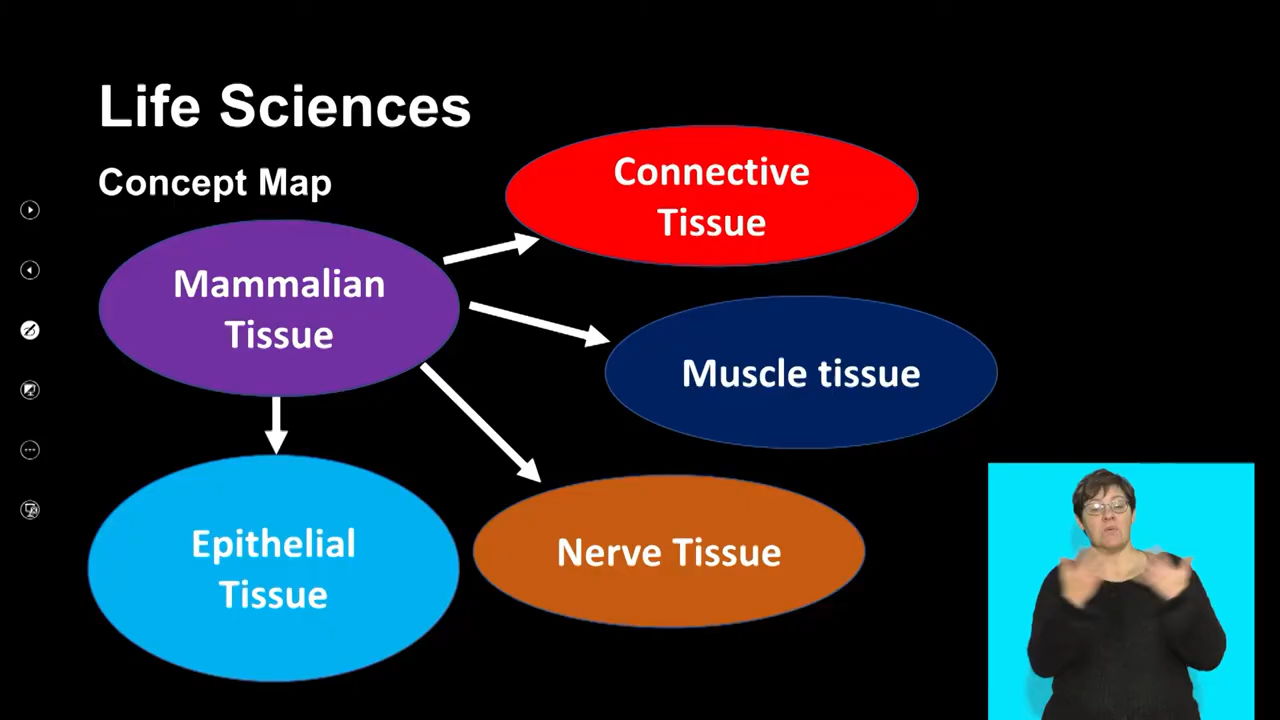 Life Sciences
Concept Map
Connective
Tissue
Mammalian
Tissue
Muscle tissue
Epithelial
Tissue
Nerve Tissue